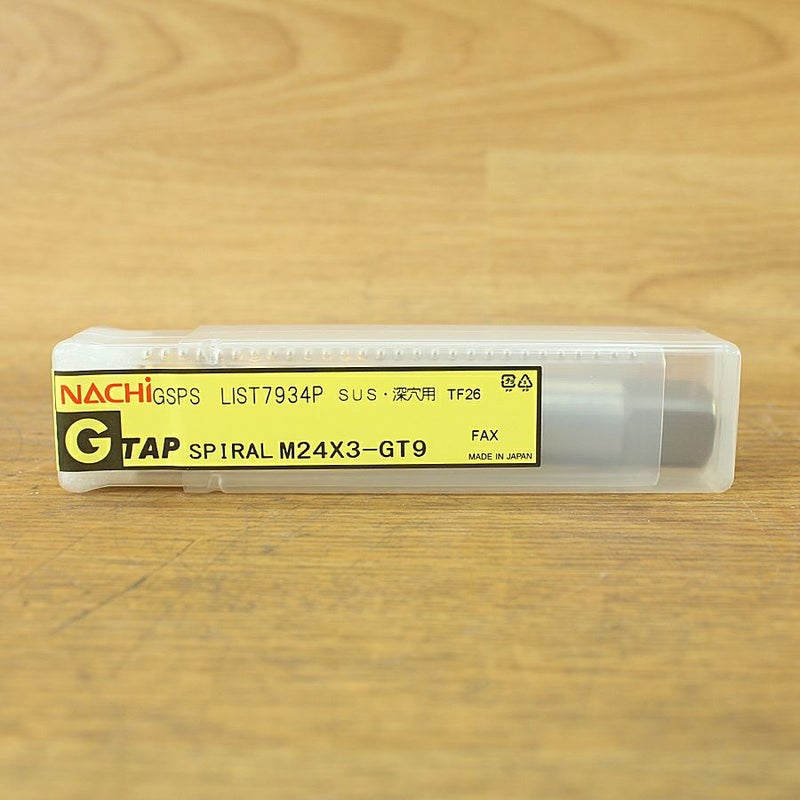 NACHi GSPS LIST7934P SUS・深穴用 TF26
G TAP SPIRAL M24X3-GT9 FAX
MADE IN JAPAN